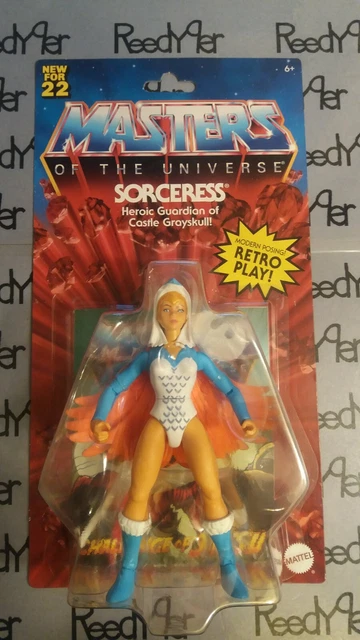 ReedyPer
NEW
FOR
22
6+
MASTERS
OF THE UNIVERSE
SORCERESS®
Heroic Guardian of
Castle Grayskull!
MODERN POSING!
RETRO
PLAY!
MATTEL